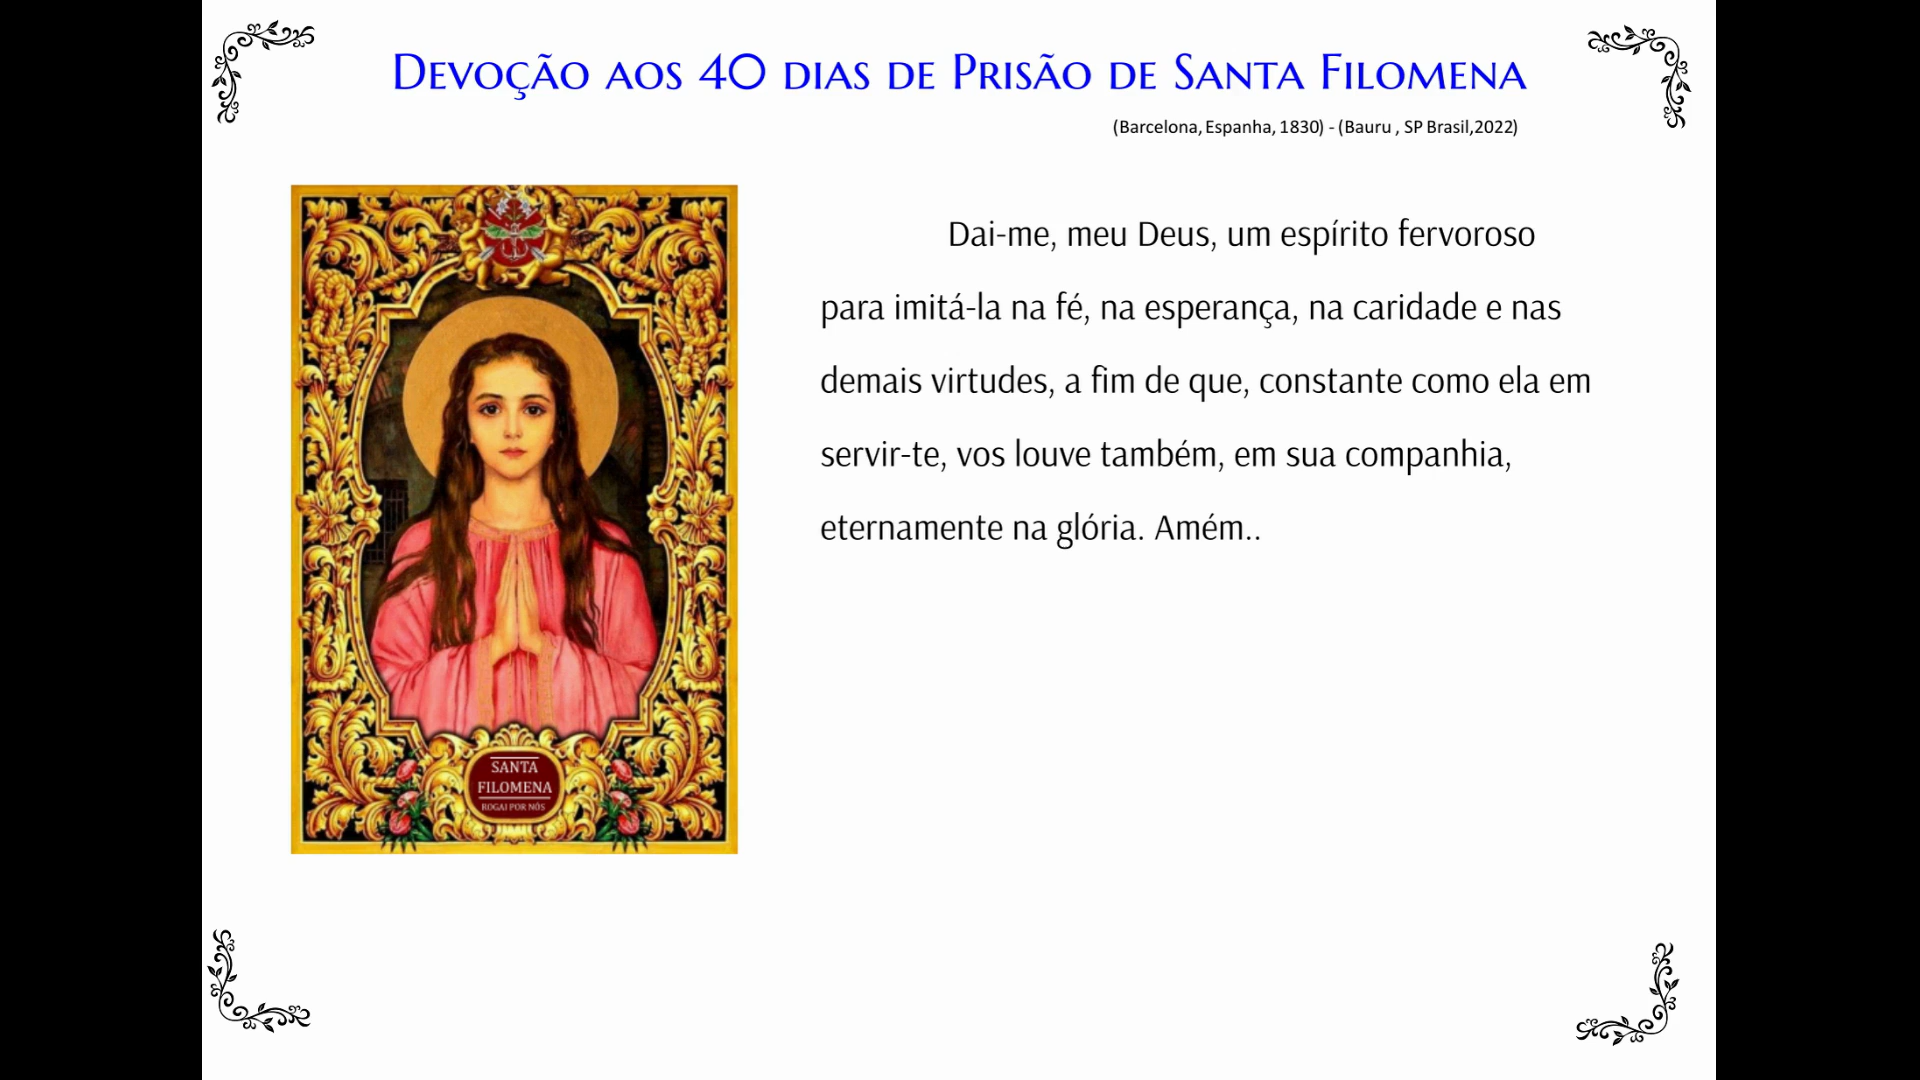 Devoção aos 40 dias de Prisão de Santa Filomena
(Barcelona, Espanha, 1830) - (Bauru , SP Brasil,2022)
Dai-me, meu Deus, um espírito fervoroso
para imitá-la na fé, na esperança, na caridade e nas
demais virtudes, a fim de que, constante como ela em
servir-te, vos louve também, em sua companhia,
eternamente na glória. Amém..
SANTA
FILOMENA
ROGAI POR NÓS